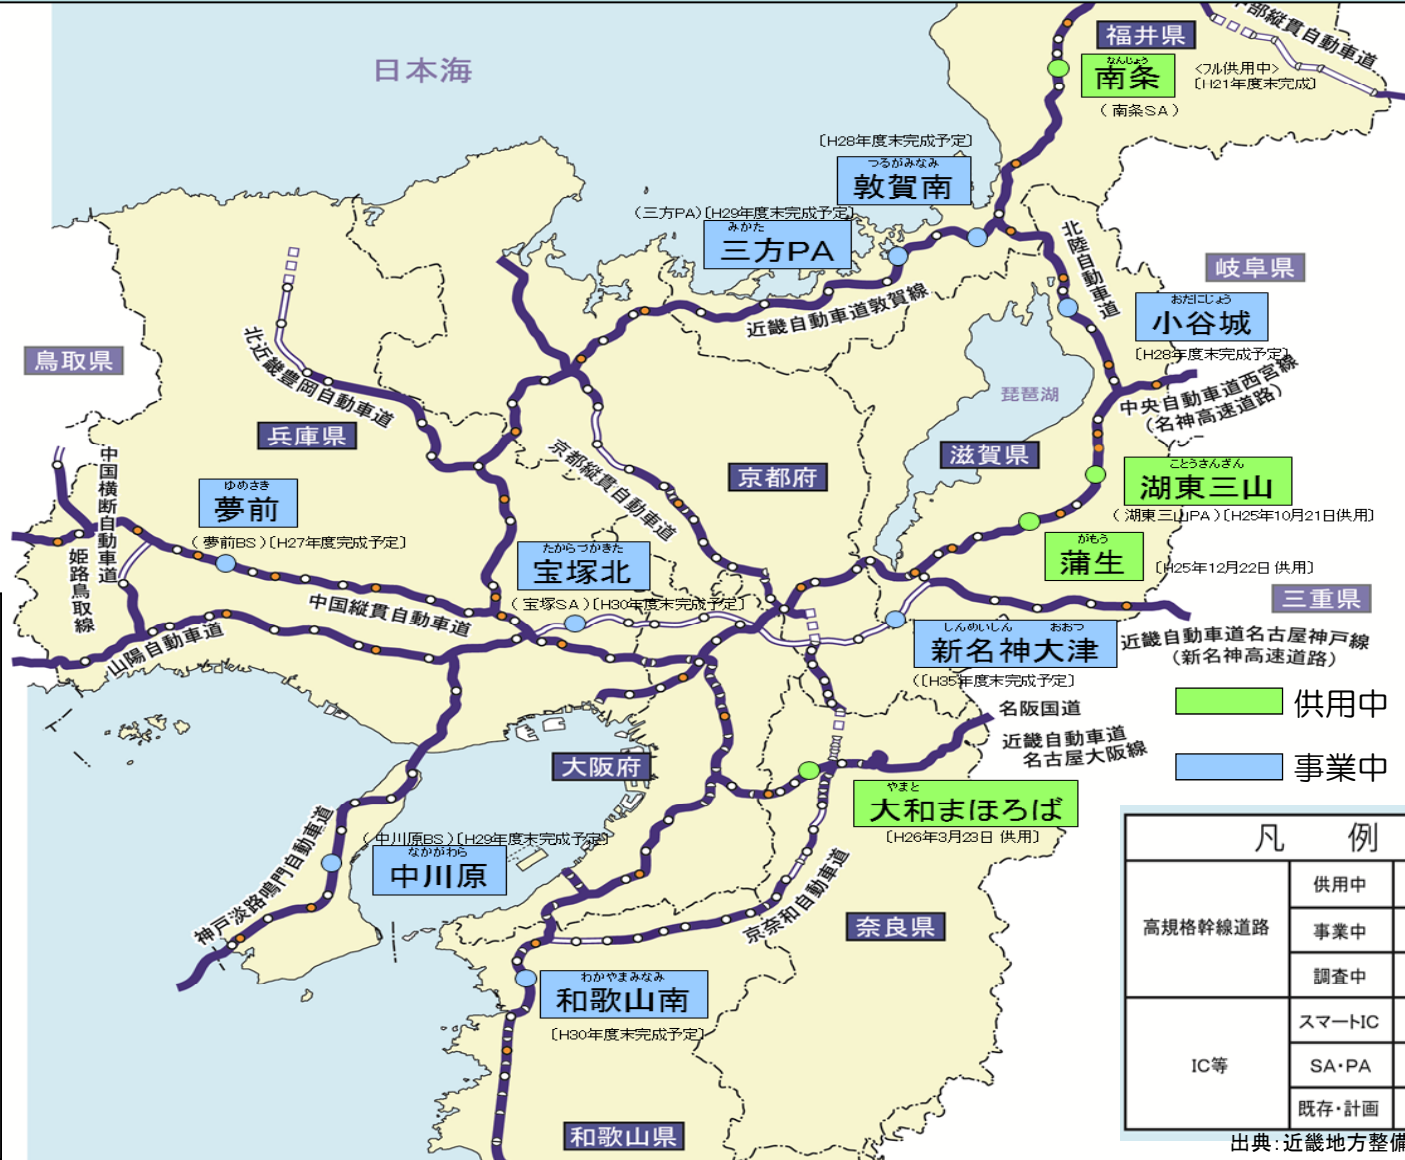 部縦貫自動車道
福井県
日本海
なんじょう
南条
<フル供用中>
〔H21年度末完成〕
（南条SA）
〔H28年度末完成予定〕
つるがみなみ
敦賀南
（三方PA）〔H29年度末完成予定〕
みかた
三方PA
北陸自動車道
岐阜県
近畿自動車道敦賀線
おだにじょう
小谷城
〔H28年度末完成予定〕
鳥取県
北近畿豊岡自動車道
琵琶湖
中央自動車道西宮線
（名神高速道路）
兵庫県
京都縦貫自動車道
京都府
滋賀県
中国横断自動車道
姫路鳥取線
ゆめさき
夢前
（夢前BS）〔H27年度完成予定〕
ことうさんざん
湖東三山
（湖東三山PA）〔H25年10月21日供用〕
がもう
蒲生
〔H25年12月22日 供用〕
たからづかきた
宝塚北
（宝塚SA）〔H30年度末完成予定〕
中国縦貫自動車道
山陽自動車道
三重県
しんめいしん おおつ
新名神大津
(〔H35年度末完成予定〕
近畿自動車道名古屋神戸線
（新名神高速道路）
供用中
名阪国道
近畿自動車道
名古屋大阪線
大阪府
事業中
やまと
大和まほろば
〔H26年3月23日 供用〕
神戸淡路鳴門自動車道
（中川原BS）〔H29年度末完成予定〕
なかがわら
中川原
京奈和自動車道
奈良県
わかやまみなみ
和歌山南
〔H30年度末完成予定〕
和歌山県
凡 例
高規格幹線道路
供用中
事業中
調査中
IC等
スマートIC
SA・PA
既存・計画
出典：近畿地方整備